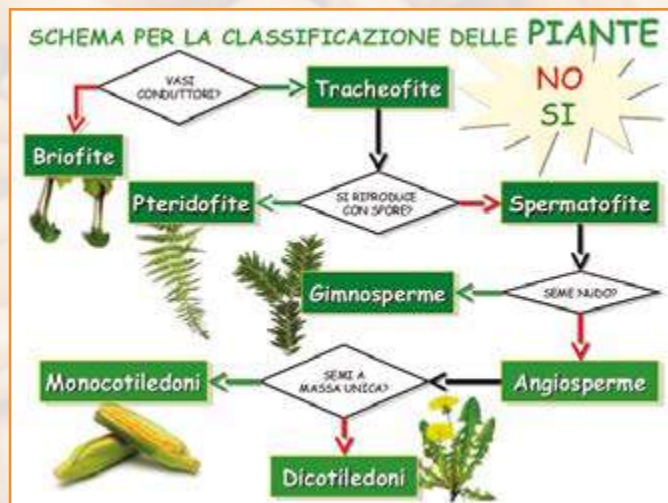 SCHEMA PER LA CLASSIFICAZIONE DELLE PIANTE
VASI
CONDUTTORI?
Tracheofite
NO
SI
Briofite
Pteridofite
SI RIPRODUCE
CON SPORE?
Spermatofite
Gimnosperme
SEME NUDO?
Monocotiledoni
SEMI A
MASSA UNICA?
Angiosperme
Dicotiledoni